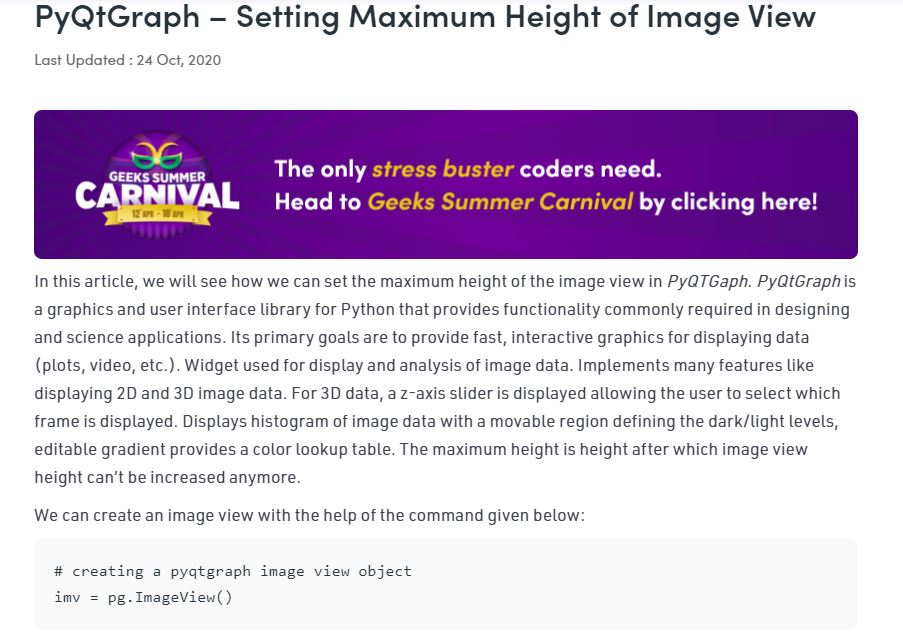 PyQtGraph – Setting Maximum Height of Image View
Last Updated : 24 Oct, 2020
GEEKS SUMMER
CARNIVAL
12 APR - 18 APR
The only stress buster coders need.
Head to Geeks Summer Carnival by clicking here!
In this article, we will see how we can set the maximum height of the image view in PyQTGaph. PyQtGraph is
a graphics and user interface library for Python that provides functionality commonly required in designing
and science applications. Its primary goals are to provide fast, interactive graphics for displaying data
(plots, video, etc.). Widget used for display and analysis of image data. Implements many features like
displaying 2D and 3D image data. For 3D data, a z-axis slider is displayed allowing the user to select which
frame is displayed. Displays histogram of image data with a movable region defining the dark/light levels,
editable gradient provides a color lookup table. The maximum height is height after which image view
height can't be increased anymore.
We can create an image view with the help of the command given below:
# creating a pyqtgraph image view object
imv = pg.ImageView()